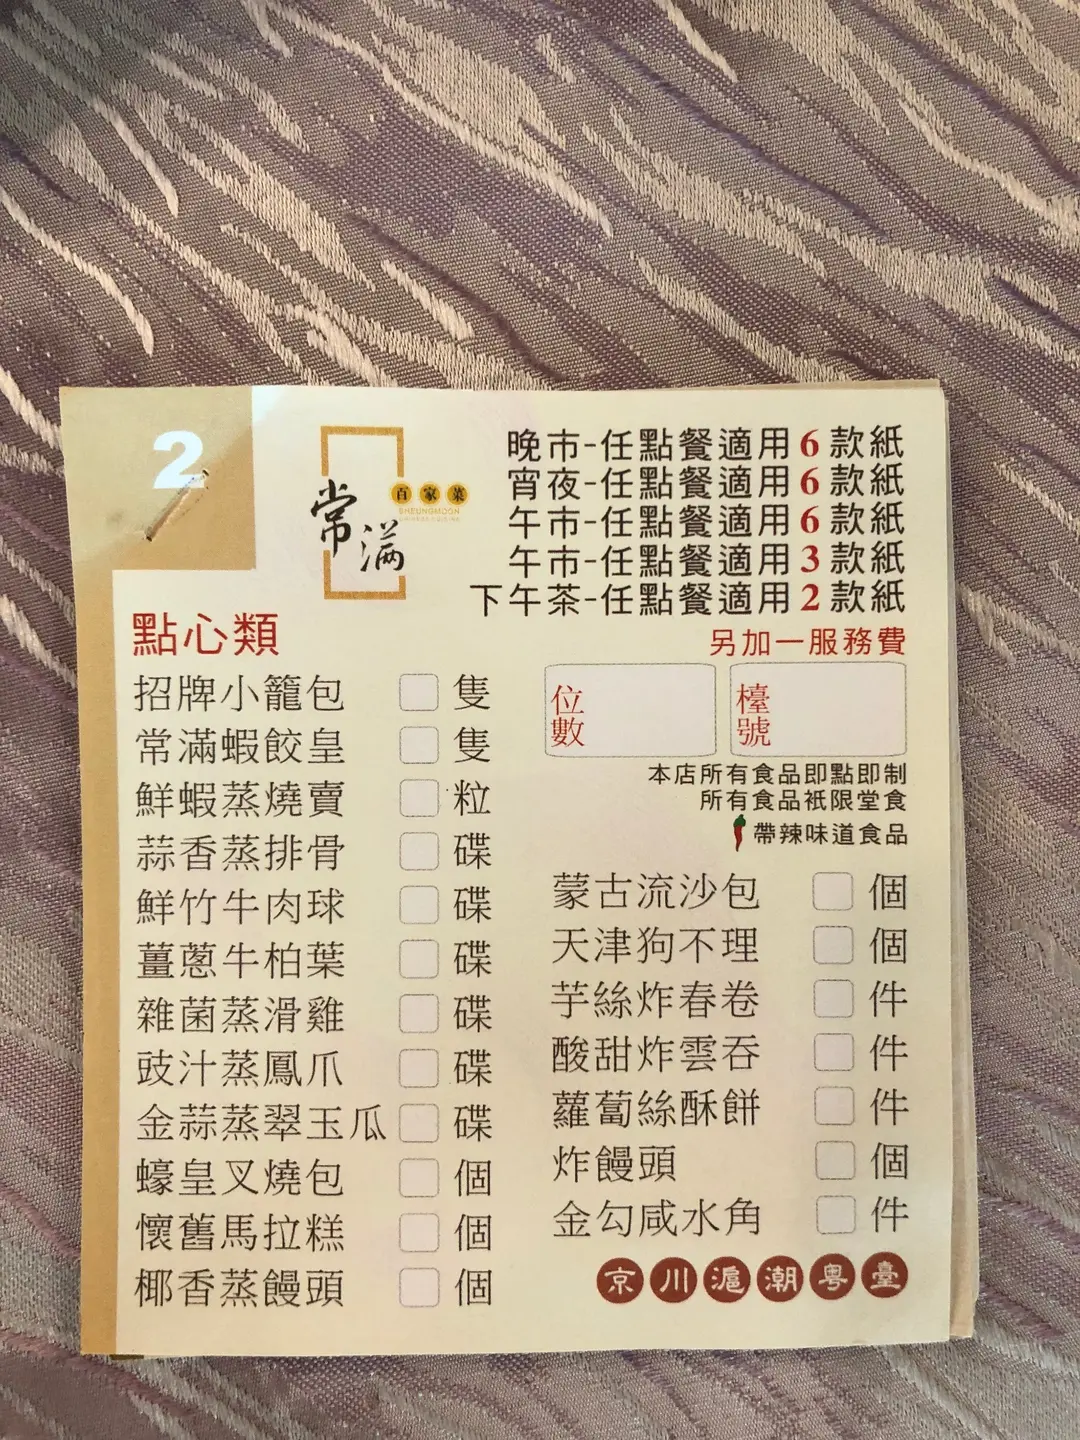 2
常滿
百家菜
SHEUNGMOON
晚市-任點餐適用6款紙
宵夜-任點餐適用6款紙
午市-任點餐適用6款紙
午市-任點餐適用3款紙
下午茶-任點餐適用2款紙
另加一服務費
位數
檯號
本店所有食品即點即制
所有食品衹限堂食
帶辣味道食品
點心類
招牌小籠包 隻
常滿蝦餃皇 隻
鮮蝦蒸燒賣 粒
蒜香蒸排骨 碟
鮮竹牛肉球 碟
薑蔥牛柏葉 碟
雜菌蒸滑雞 碟
豉汁蒸鳳爪 碟
金蒜蒸翠玉瓜 碟
蠔皇叉燒包 個
懷舊馬拉糕 個
椰香蒸饅頭 個
蒙古流沙包 個
天津狗不理 個
芋絲炸春卷 件
酸甜炸雲吞 件
蘿蔔絲酥餅 件
炸饅頭 個
金勾咸水角 件
京川滬潮粵臺